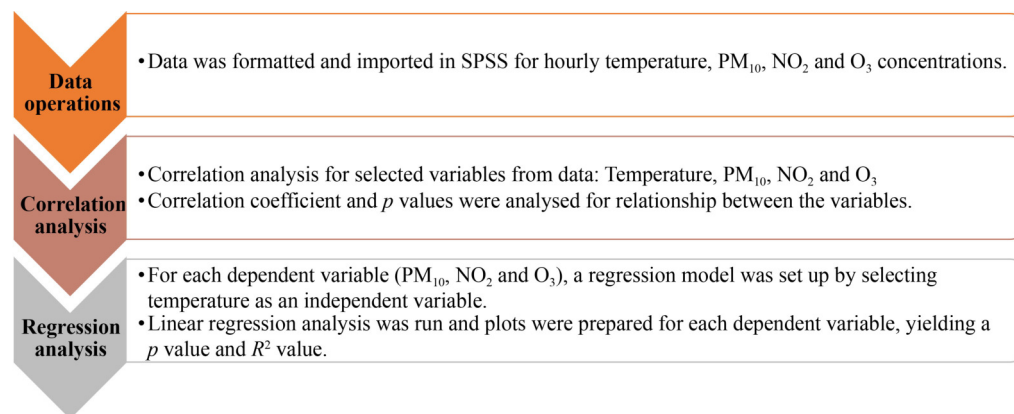 Data
operations
•Data was formatted and imported in SPSS for hourly temperature, PM₁₀, NO₂ and O₃ concentrations.
Correlation
analysis
•Correlation analysis for selected variables from data: Temperature, PM₁₀, NO₂ and O₃
•Correlation coefficient and p values were analysed for relationship between the variables.
Regression
analysis
•For each dependent variable (PM₁₀, NO₂ and O₃), a regression model was set up by selecting
temperature as an independent variable.
•Linear regression analysis was run and plots were prepared for each dependent variable, yielding a
p value and R² value.